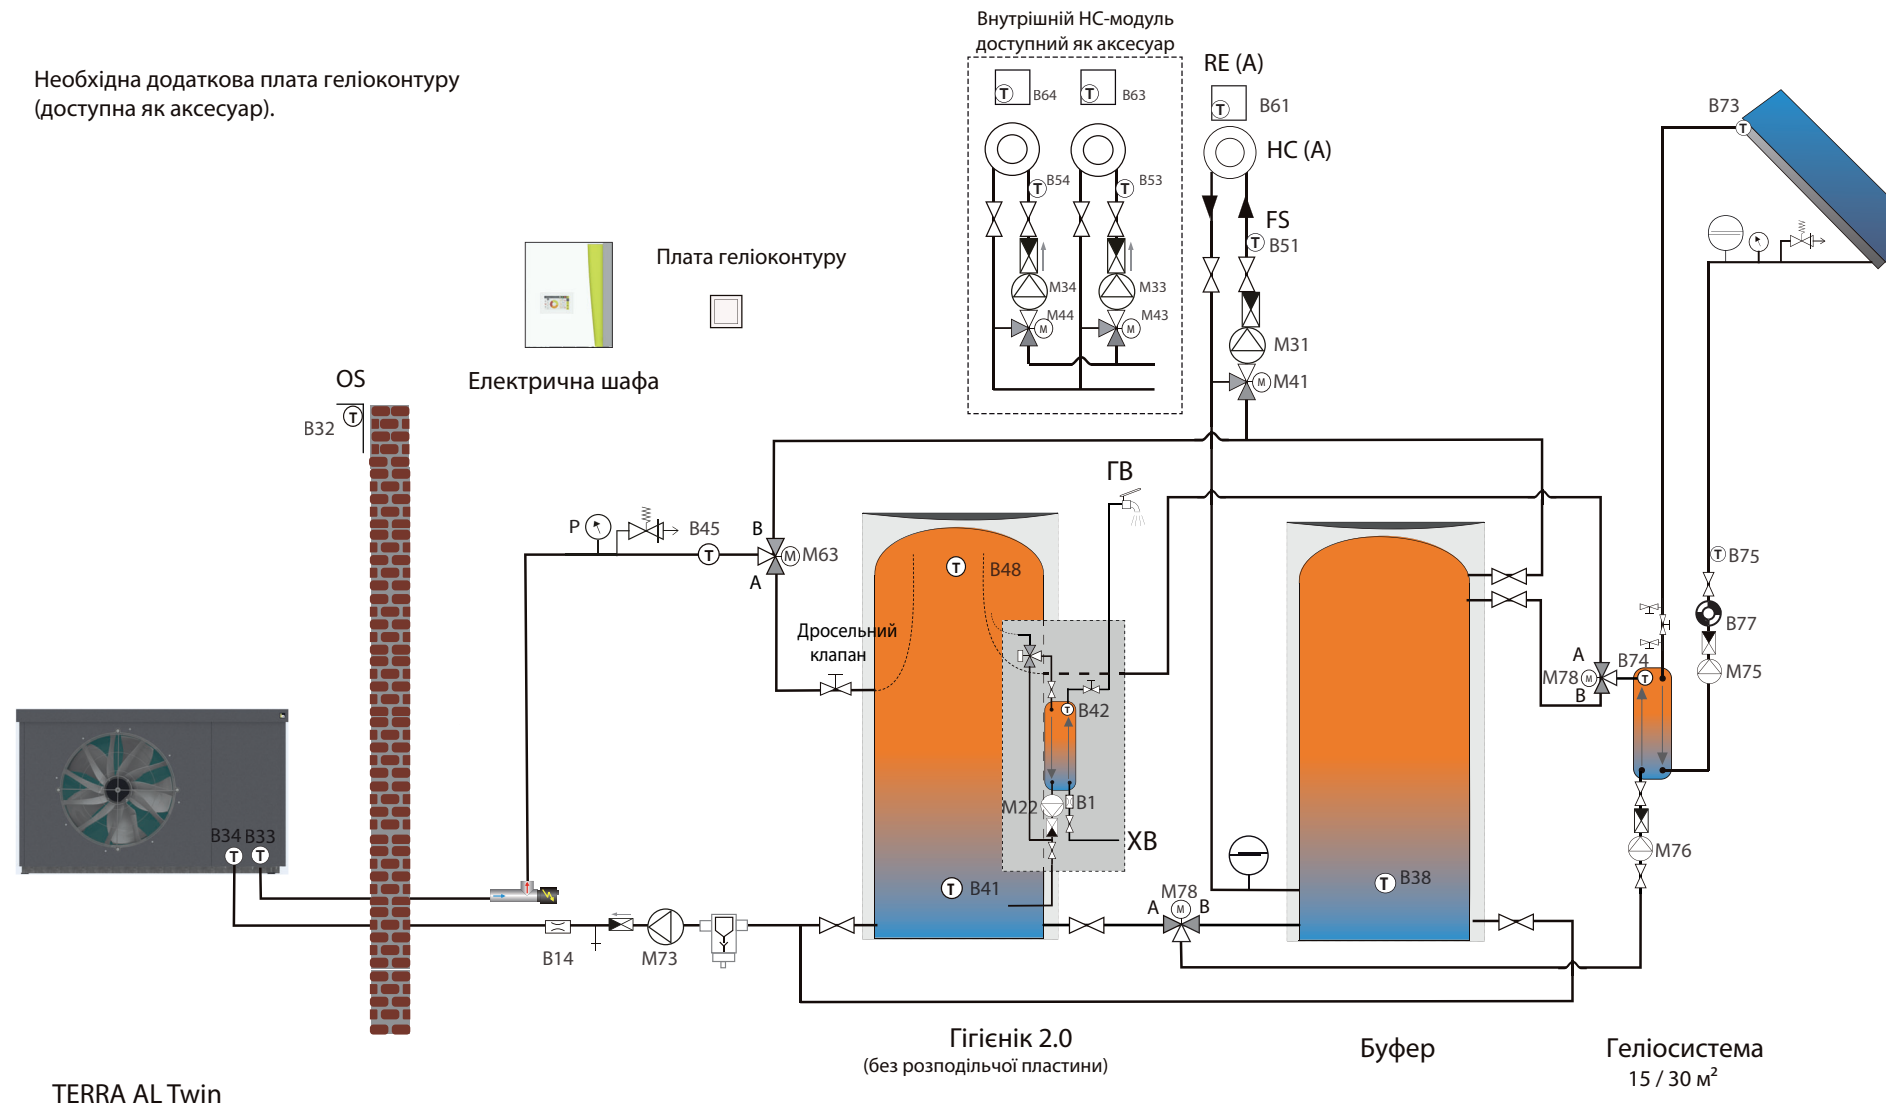 Внутрішній НС-модуль
доступний як аксесуар
Необхідна додаткова плата геліоконтуру
(доступна як аксесуар).
RE (A)
B64
B63
B61
B73
HC (A)
B54
B53
FS
B51
Плата геліоконтуру
M34
M33
M44
M43
M
M
M31
M
M41
OS
Електрична шафа
B32
T
ГВ
P
B45
B
M
M63
A
B48
B75
B77
Дросельний
клапан
A
B74
M78
M
B
M75
B42
B34
B33
M22
B1
ХВ
M76
B41
B38
M78
A
M
B
B14
M73
Гігієнік 2.0
(без розподільчої пластини)
Буфер
Геліосистема
15 / 30 м²
TERRA AL Twin